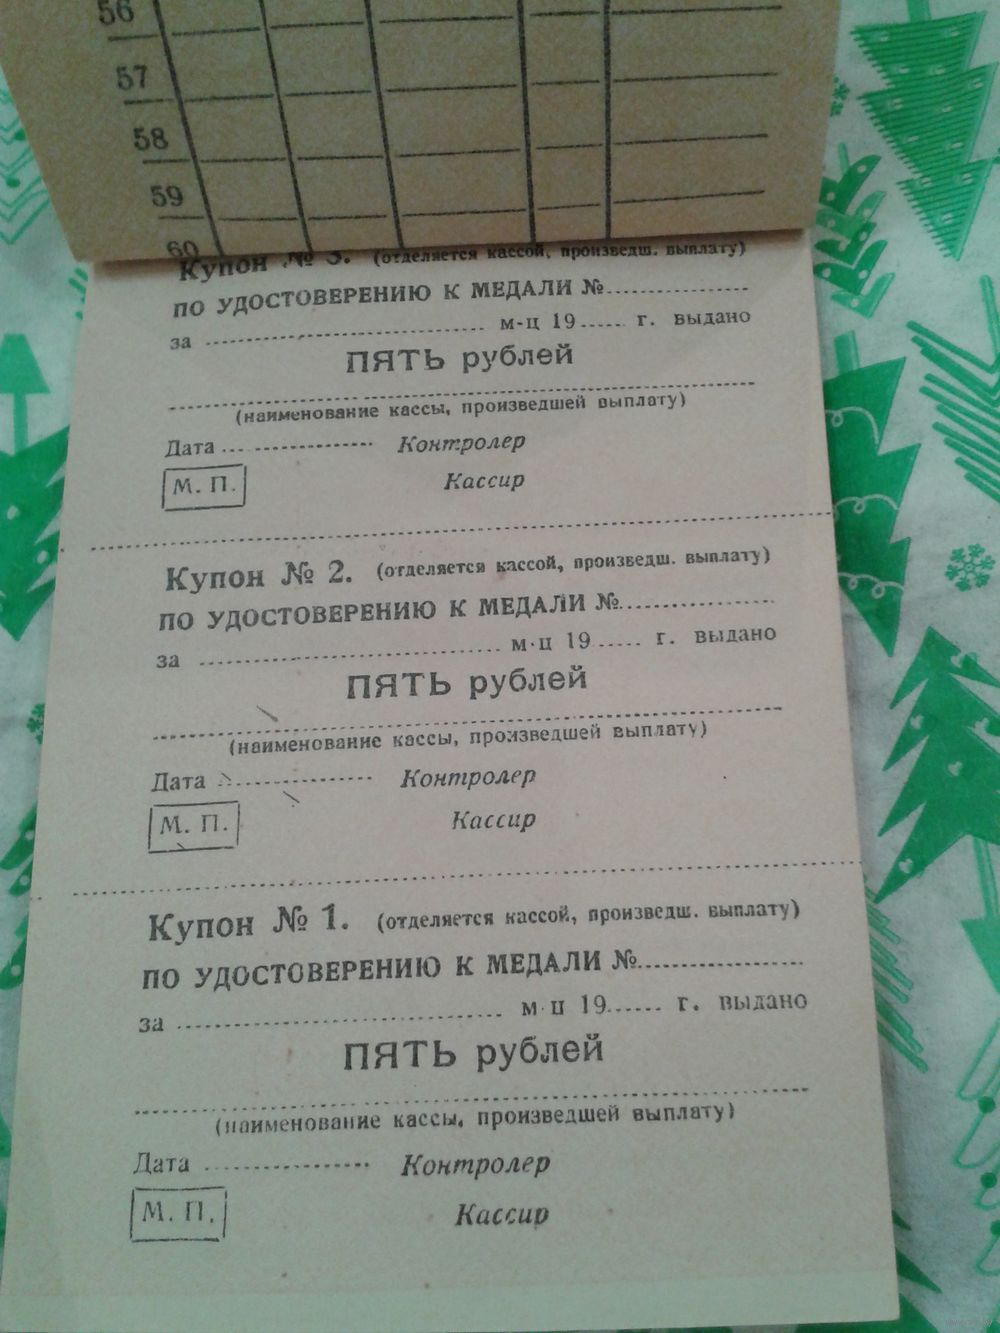 56
57
58
59
60
Купон № 3. (отделяется кассой, произведш. выплату)
ПО УДОСТОВЕРЕНИЮ К МЕДАЛИ №
за м-ц 19 г. выдано
ПЯТЬ рублей
(наименование кассы, произведшей выплату)
Дата Контролер
М. П. Кассир
Купон № 2. (отделяется кассой, произведш. выплату)
ПО УДОСТОВЕРЕНИЮ К МЕДАЛИ №
за м-ц 19 г. выдано
ПЯТЬ рублей
(наименование кассы, произведшей выплату)
Дата Контролер
М. П. Кассир
Купон № 1. (отделяется кассой, произведш. выплату)
ПО УДОСТОВЕРЕНИЮ К МЕДАЛИ №
за м-ц 19 г. выдано
ПЯТЬ рублей
(наименование кассы, произведшей выплату)
Дата Контролер
М. П. Кассир